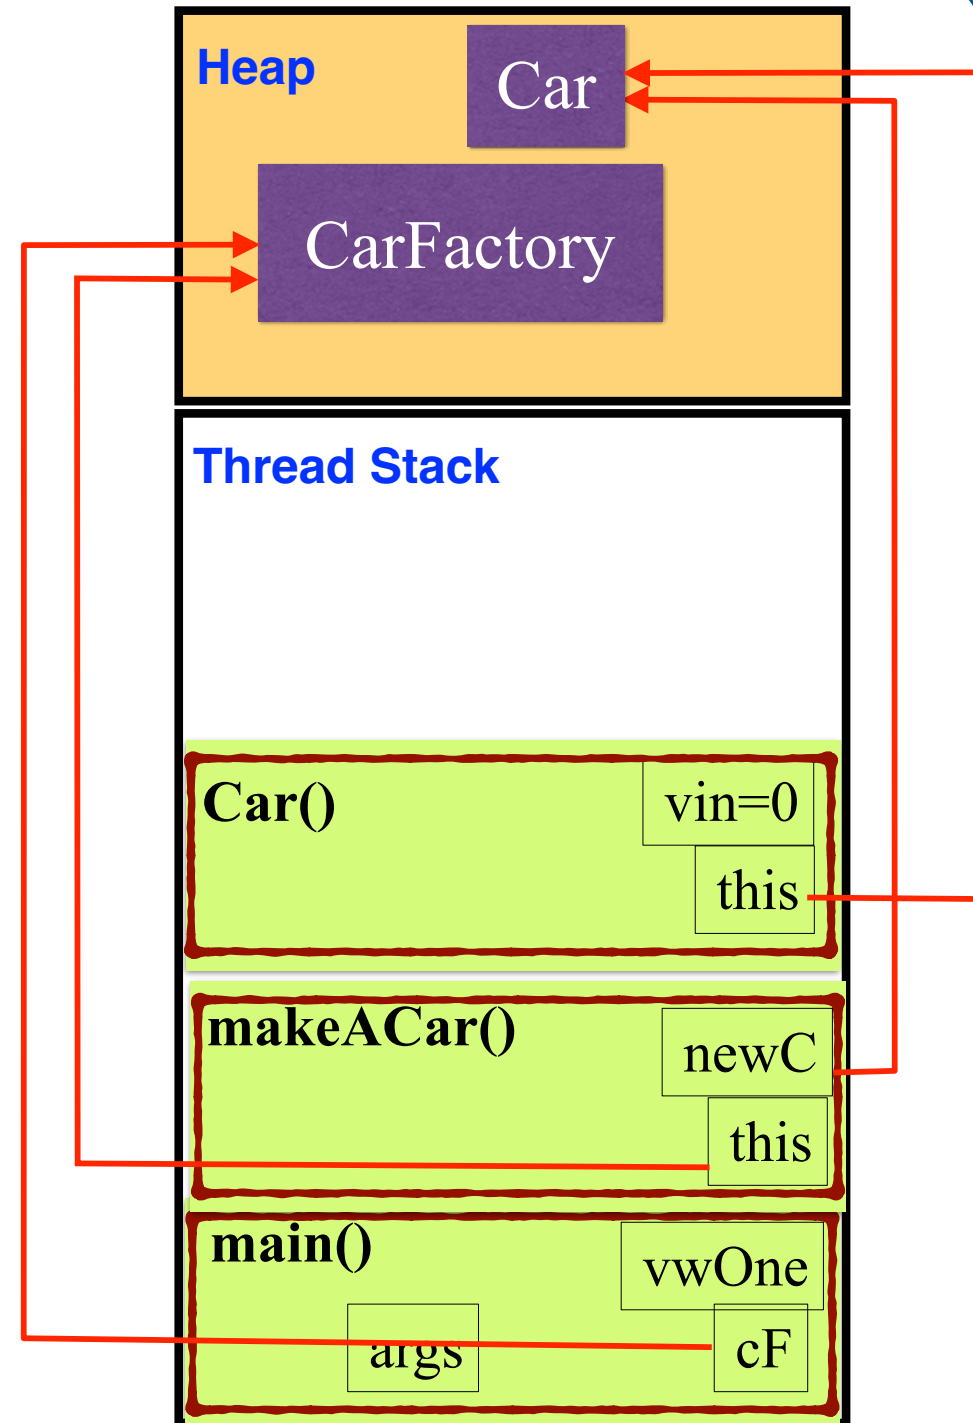 Heap
Car
CarFactory
Thread Stack
Car()
vin=0
this
makeACar()
newC
this
main()
vwOne
args
cF